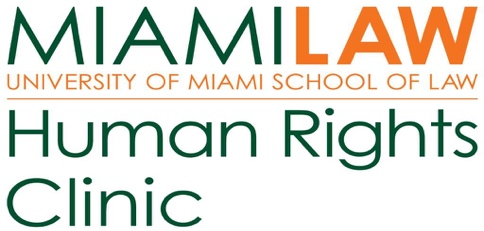 MIAMILAW
UNIVERSITY OF MIAMI SCHOOL OF LAW
Human Rights
Clinic